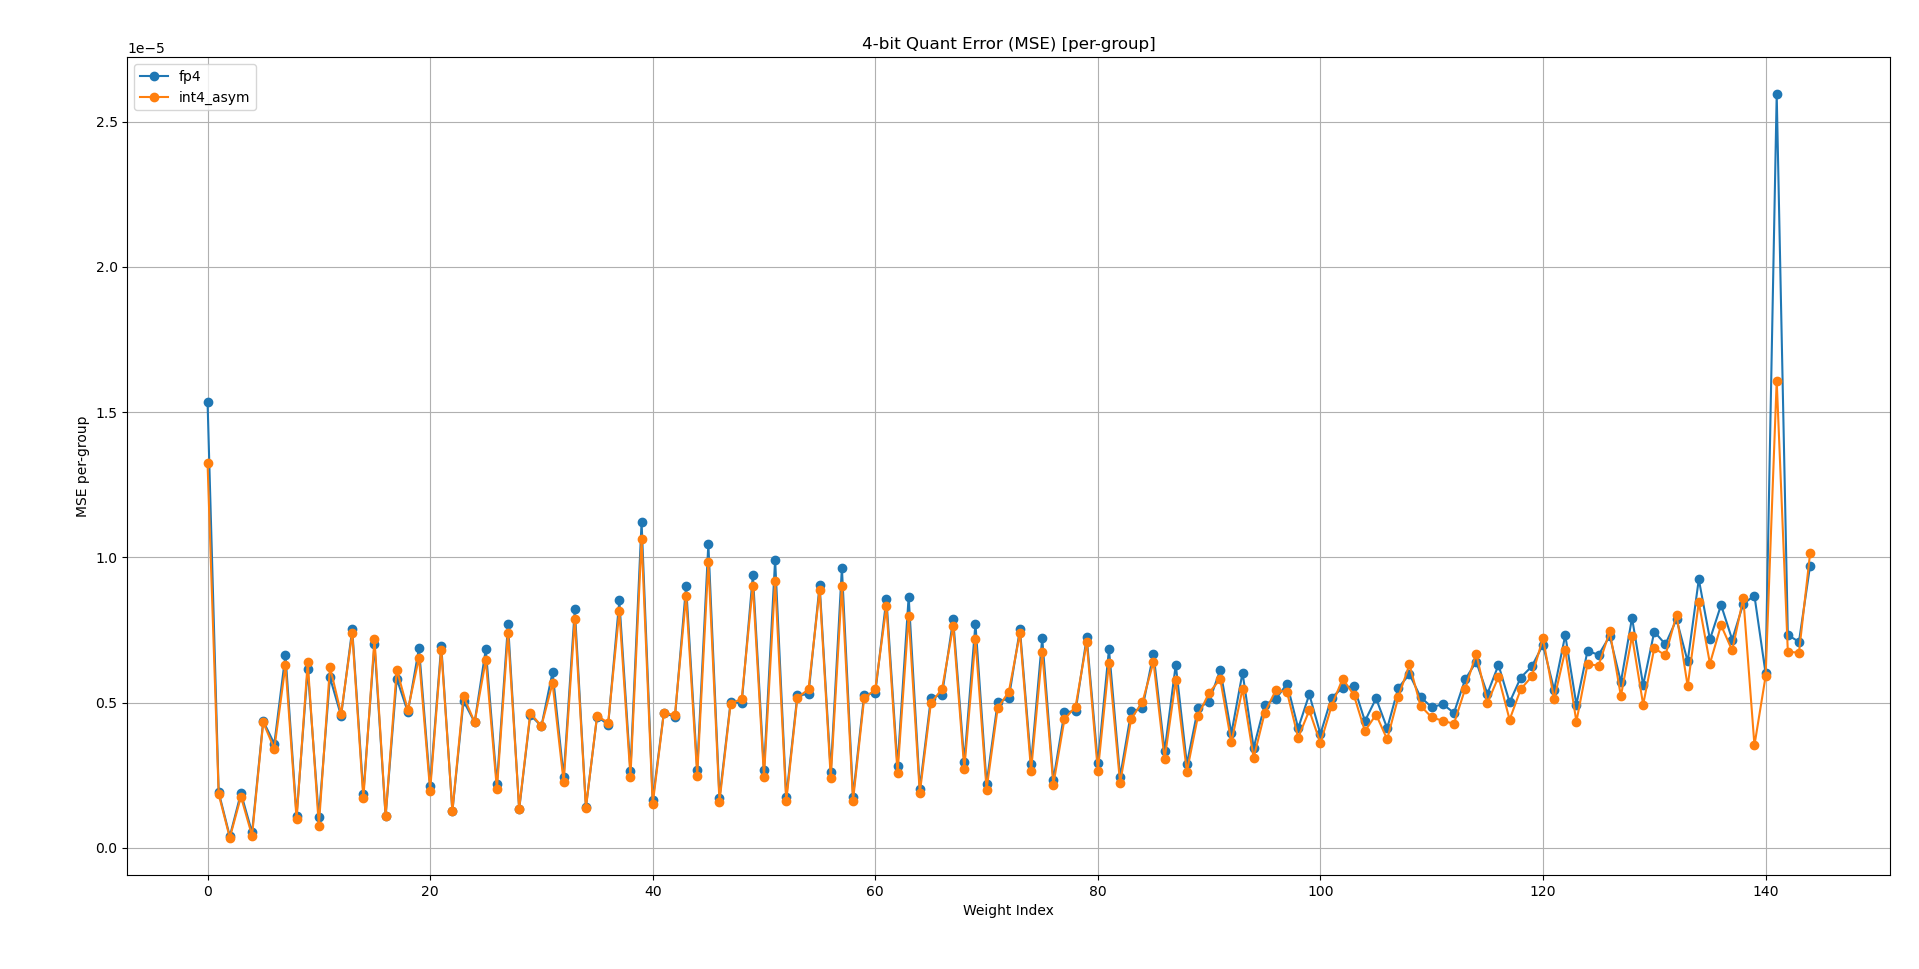 4-bit Quant Error (MSE) [per-group]
1e−5
fp4
int4_asym
2.5
2.0
1.5
1.0
0.5
0.0
MSE per-group
0 20 40 60 80 100 120 140
Weight Index